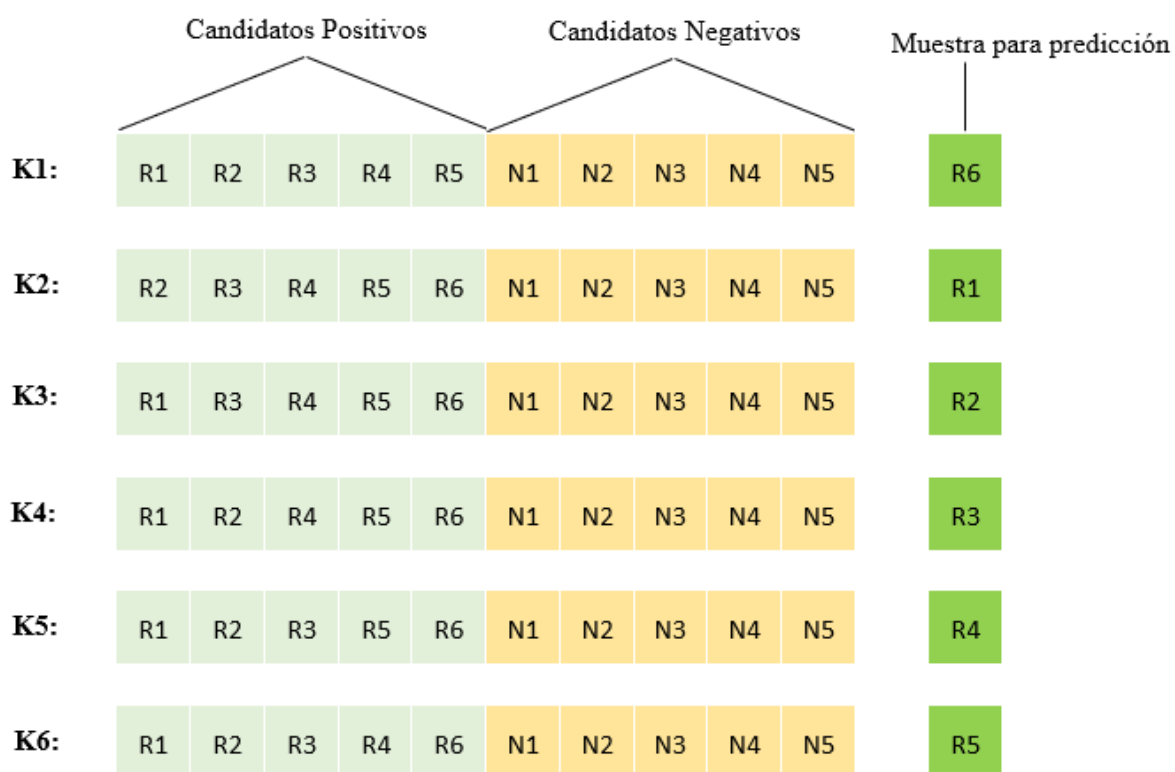 Candidatos Positivos Candidatos Negativos Muestra para predicción
K1: R1 R2 R3 R4 R5 N1 N2 N3 N4 N5 R6
K2: R2 R3 R4 R5 R6 N1 N2 N3 N4 N5 R1
K3: R1 R3 R4 R5 R6 N1 N2 N3 N4 N5 R2
K4: R1 R2 R4 R5 R6 N1 N2 N3 N4 N5 R3
K5: R1 R2 R3 R5 R6 N1 N2 N3 N4 N5 R4
K6: R1 R2 R3 R4 R6 N1 N2 N3 N4 N5 R5